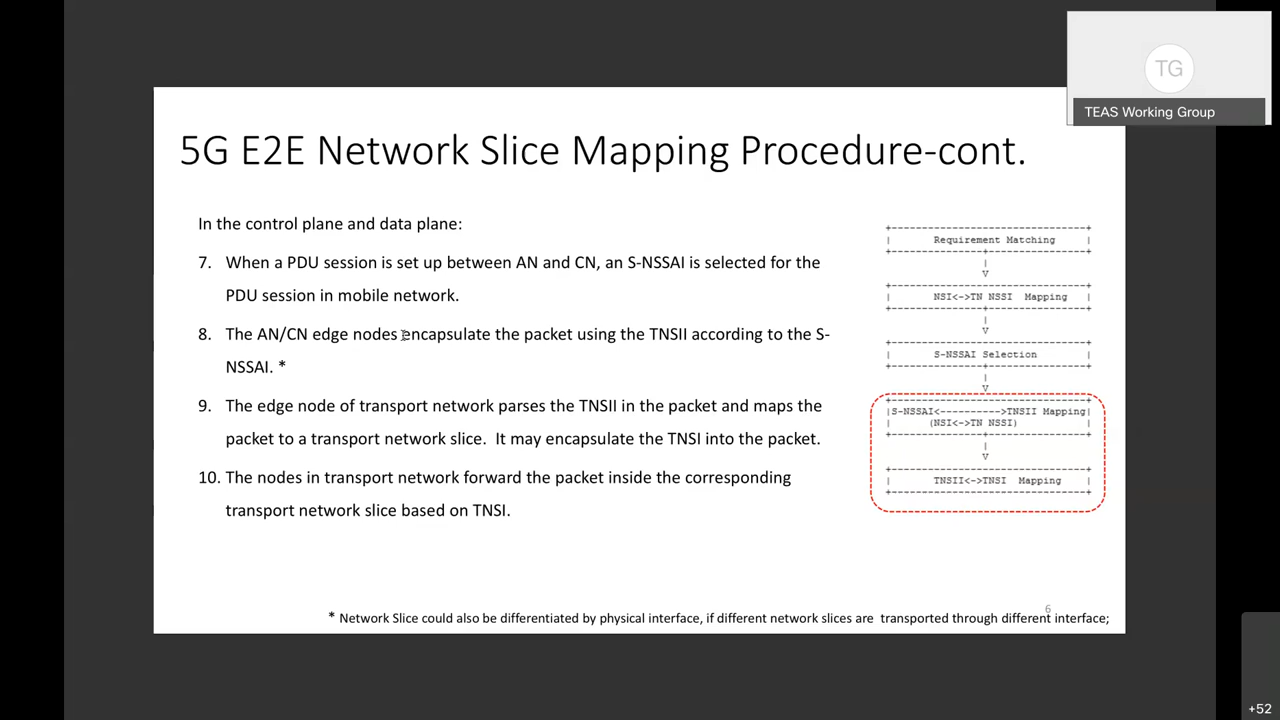 TG
TEAS Working Group
5G E2E Network Slice Mapping Procedure-cont.
In the control plane and data plane:
7. When a PDU session is set up between AN and CN, an S-NSSAI is selected for the
PDU session in mobile network.
8. The AN/CN edge nodes encapsulate the packet using the TNSII according to the S-
NSSAI. *
9. The edge node of transport network parses the TNSII in the packet and maps the
packet to a transport network slice. It may encapsulate the TNSI into the packet.
10. The nodes in transport network forward the packet inside the corresponding
transport network slice based on TNSI.
Requirement Matching
NSI<->TN NSSI Mapping
S-NSSAI Selection
S-NSSAI<---------->TNSII Mapping
(NSI<->TN NSSI)
TNSII<->TNSI Mapping
6
* Network Slice could also be differentiated by physical interface, if different network slices are transported through different interface;
+52